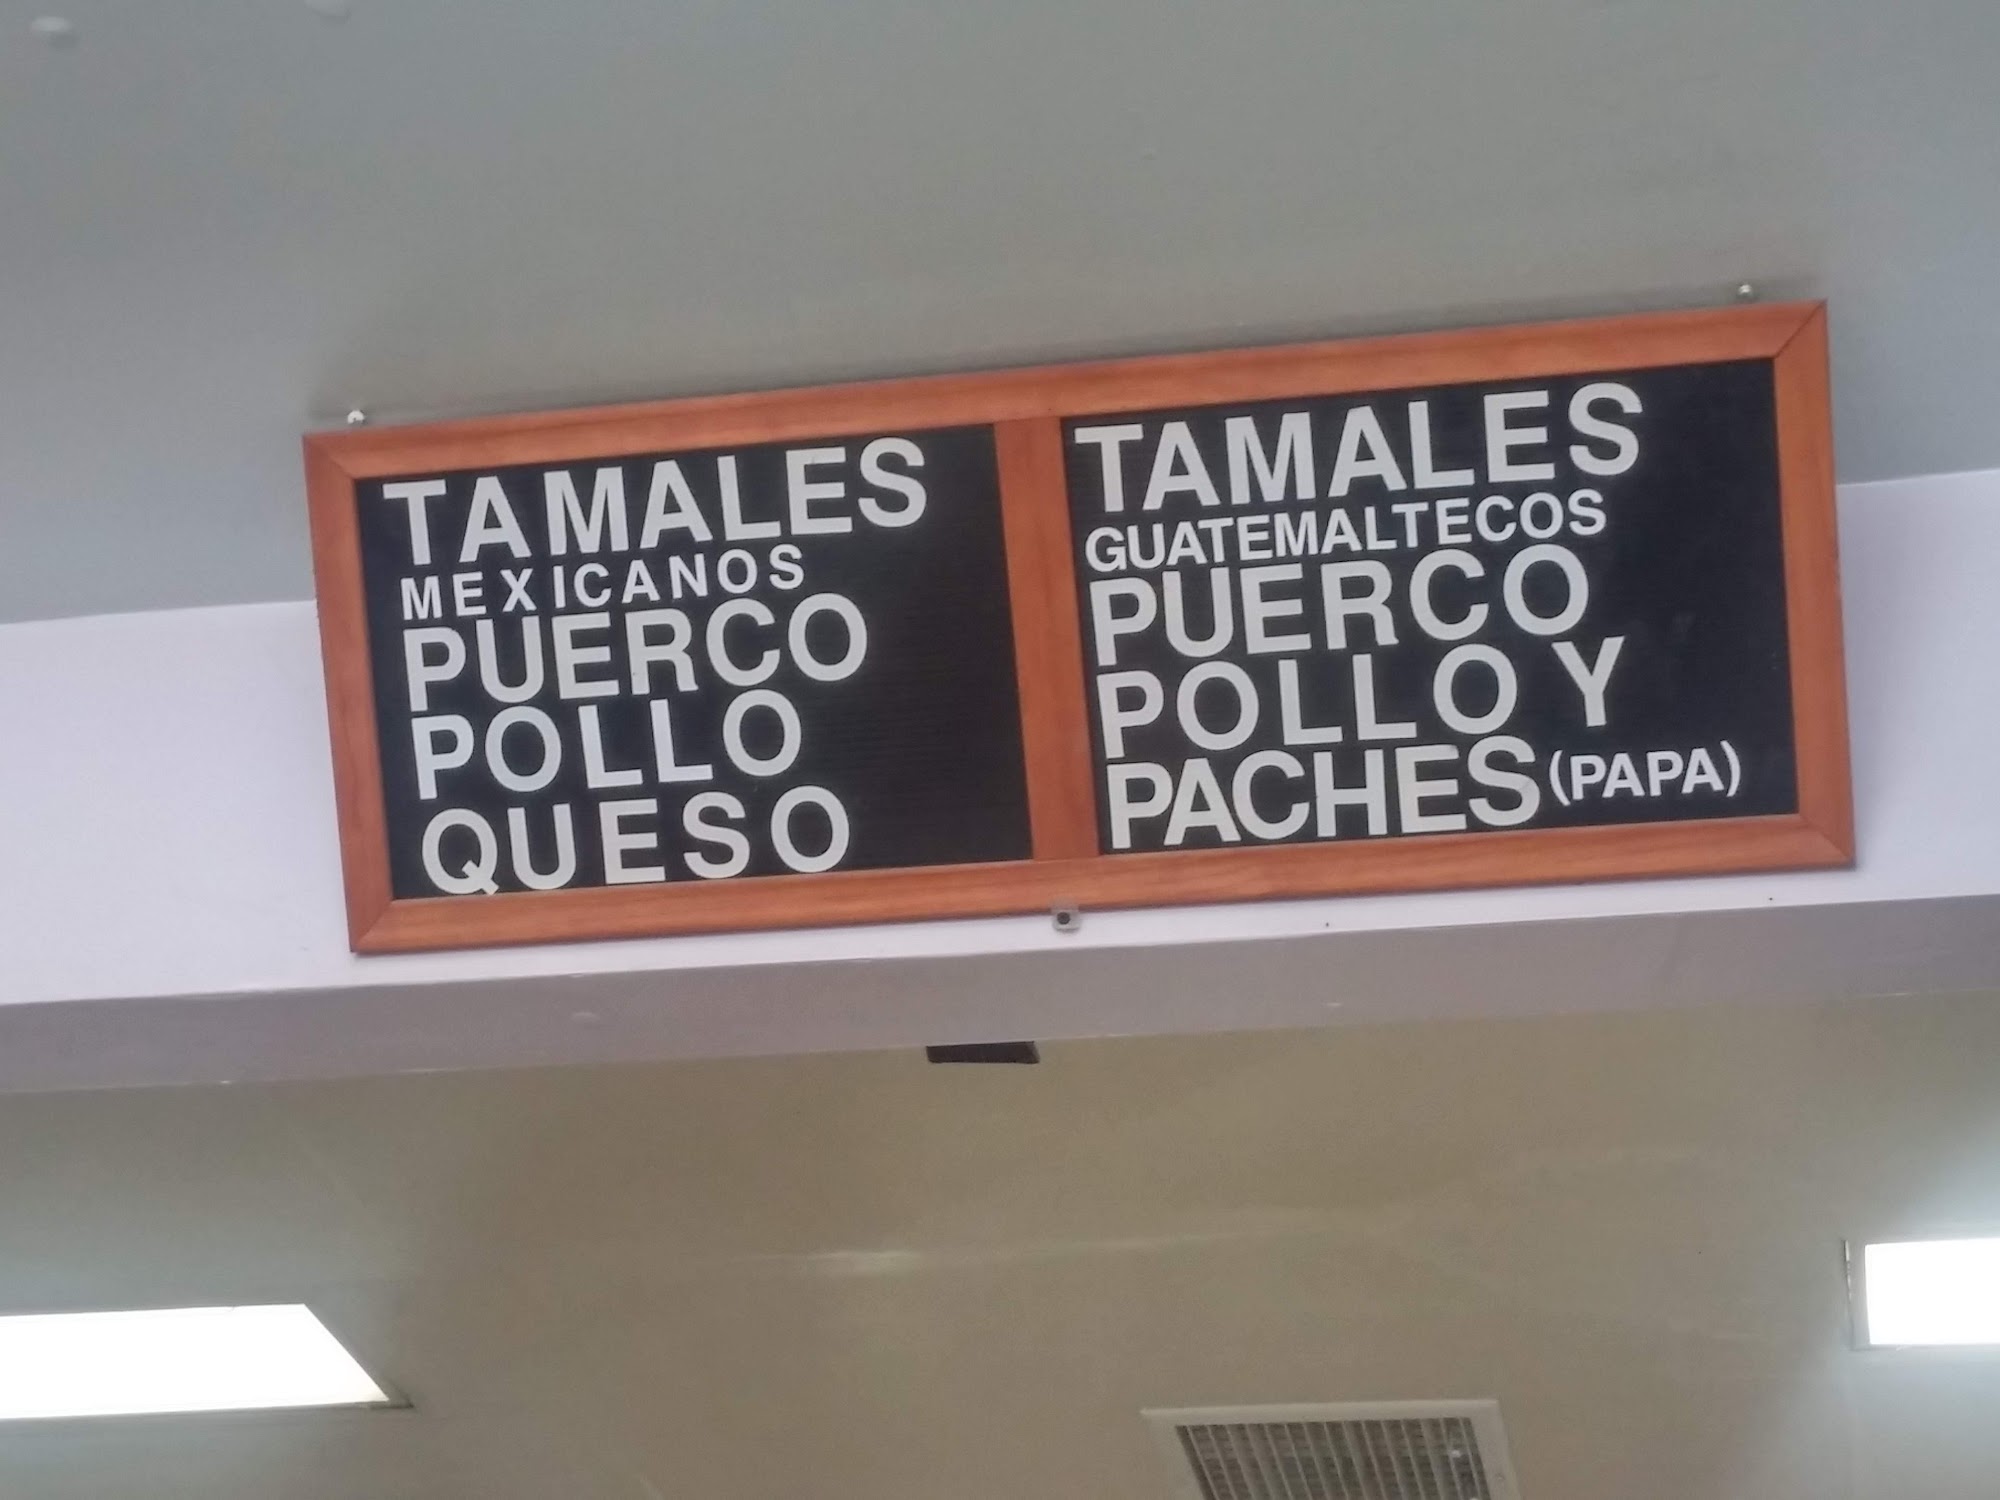 TAMALES
MEXICANOS
PUERCO
POLLO
QUESO
TAMALES
GUATEMALTECOS
PUERCO
POLLO Y
PACHES (PAPA)